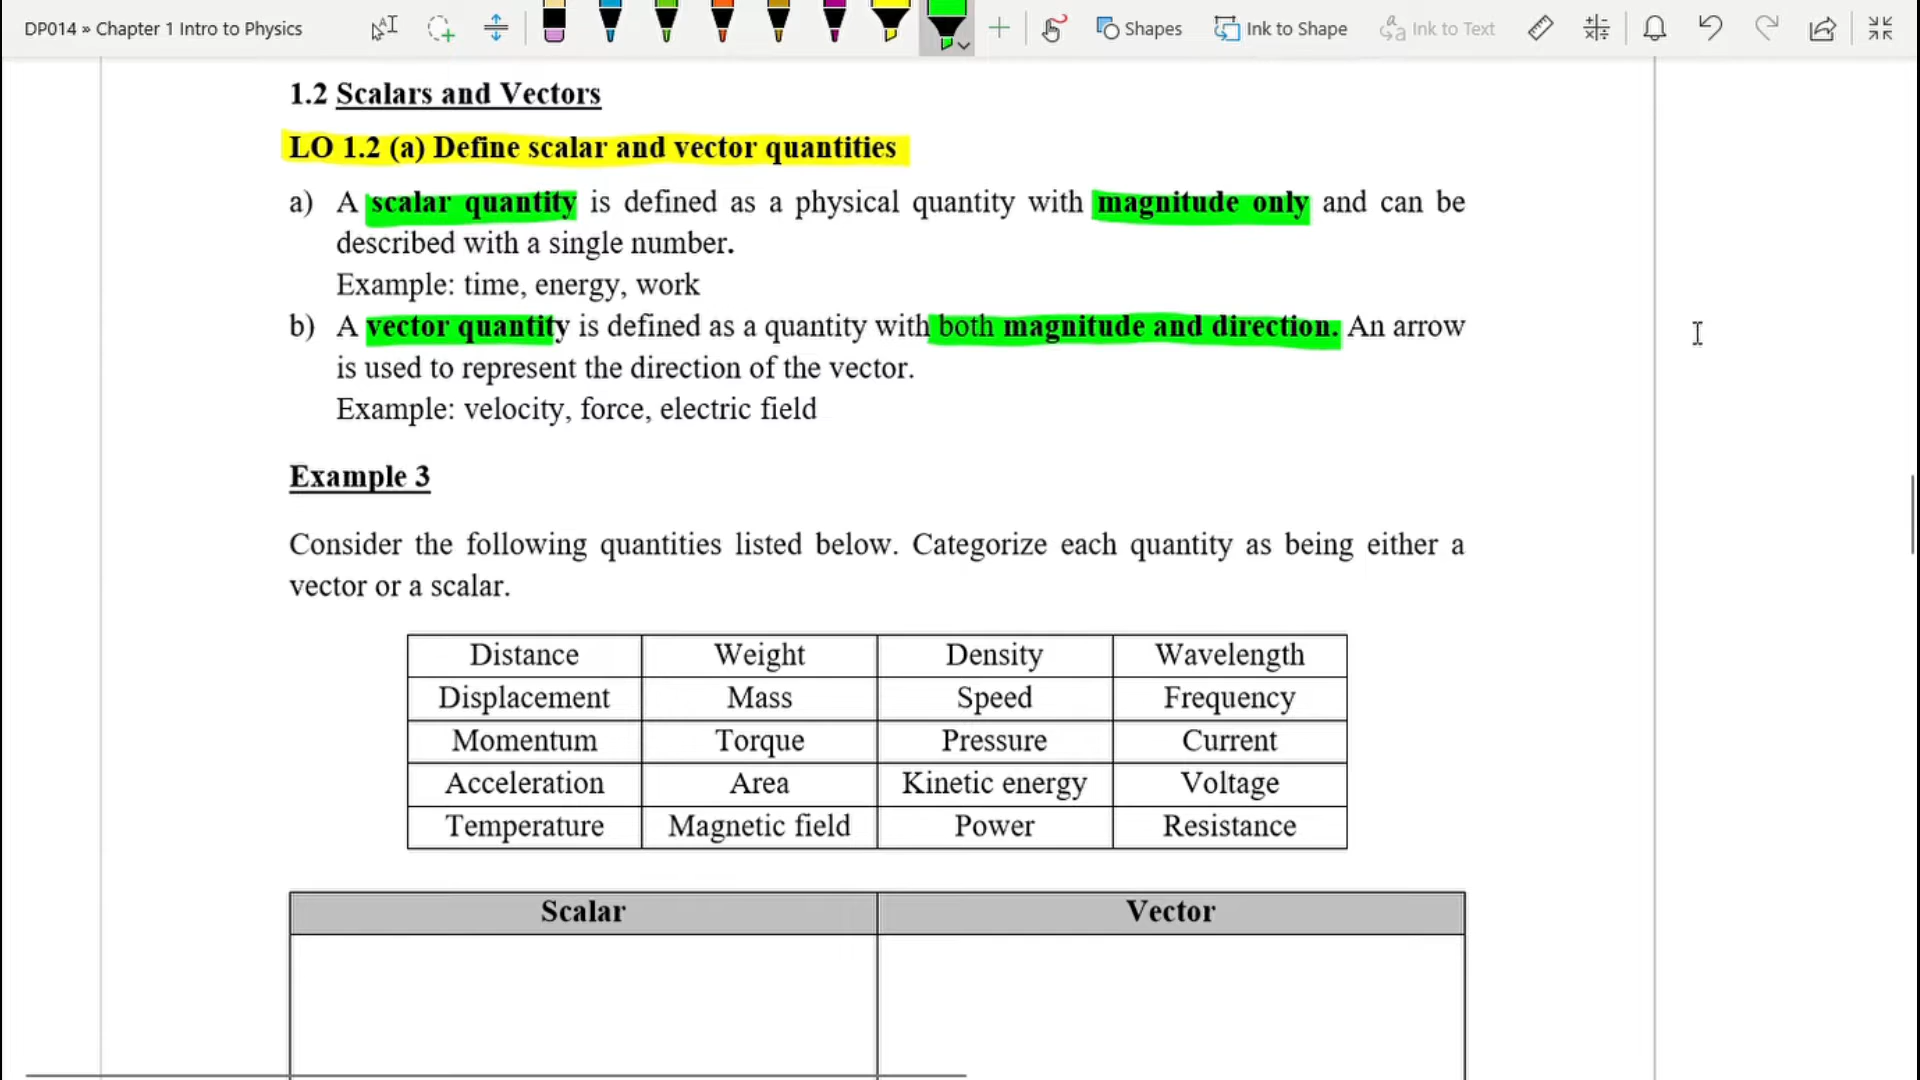 DP014 » Chapter 1 Intro to Physics
Shapes
Ink to Shape
Ink to Text
1.2 Scalars and Vectors
LO 1.2 (a) Define scalar and vector quantities
a) A scalar quantity is defined as a physical quantity with magnitude only and can be
described with a single number.
Example: time, energy, work
b) A vector quantity is defined as a quantity with both magnitude and direction. An arrow
is used to represent the direction of the vector.
Example: velocity, force, electric field
Example 3
Consider the following quantities listed below. Categorize each quantity as being either a
vector or a scalar.
Distance Weight Density Wavelength
Displacement Mass Speed Frequency
Momentum Torque Pressure Current
Acceleration Area Kinetic energy Voltage
Temperature Magnetic field Power Resistance
Scalar Vector